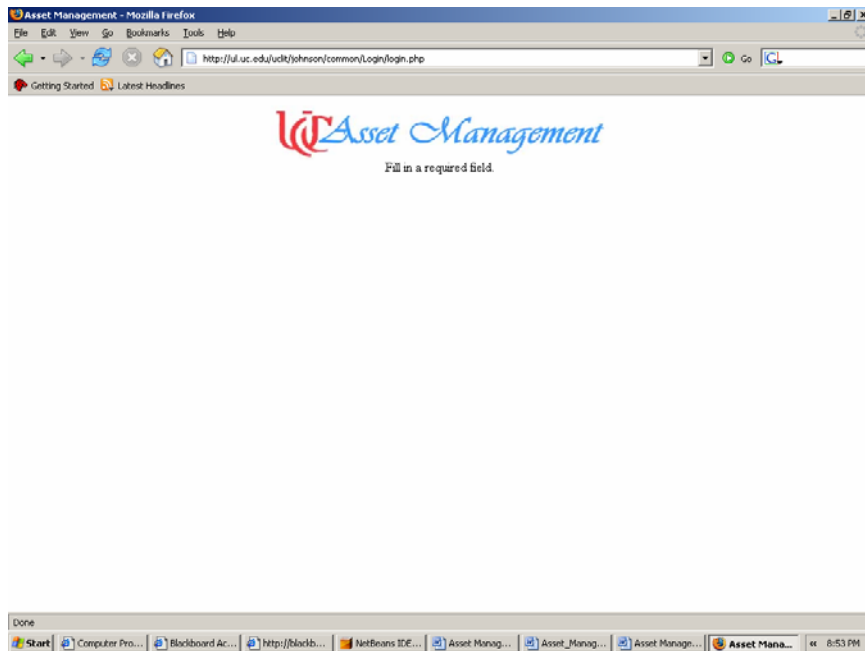 Asset Management - Mozilla Firefox
File Edit View Go Bookmarks Tools Help
http://ul.uc.edu/uclit/johnson/common/Login/login.php Go G
Getting Started Latest Headlines
UC Asset Management
Fill in a required field.
Done
Start Computer Pro... Blackboard Ac... http://blackb... NetBeans IDE... Asset Manag... Asset_Manag... Asset Manage... Asset Mana... 8:53 PM